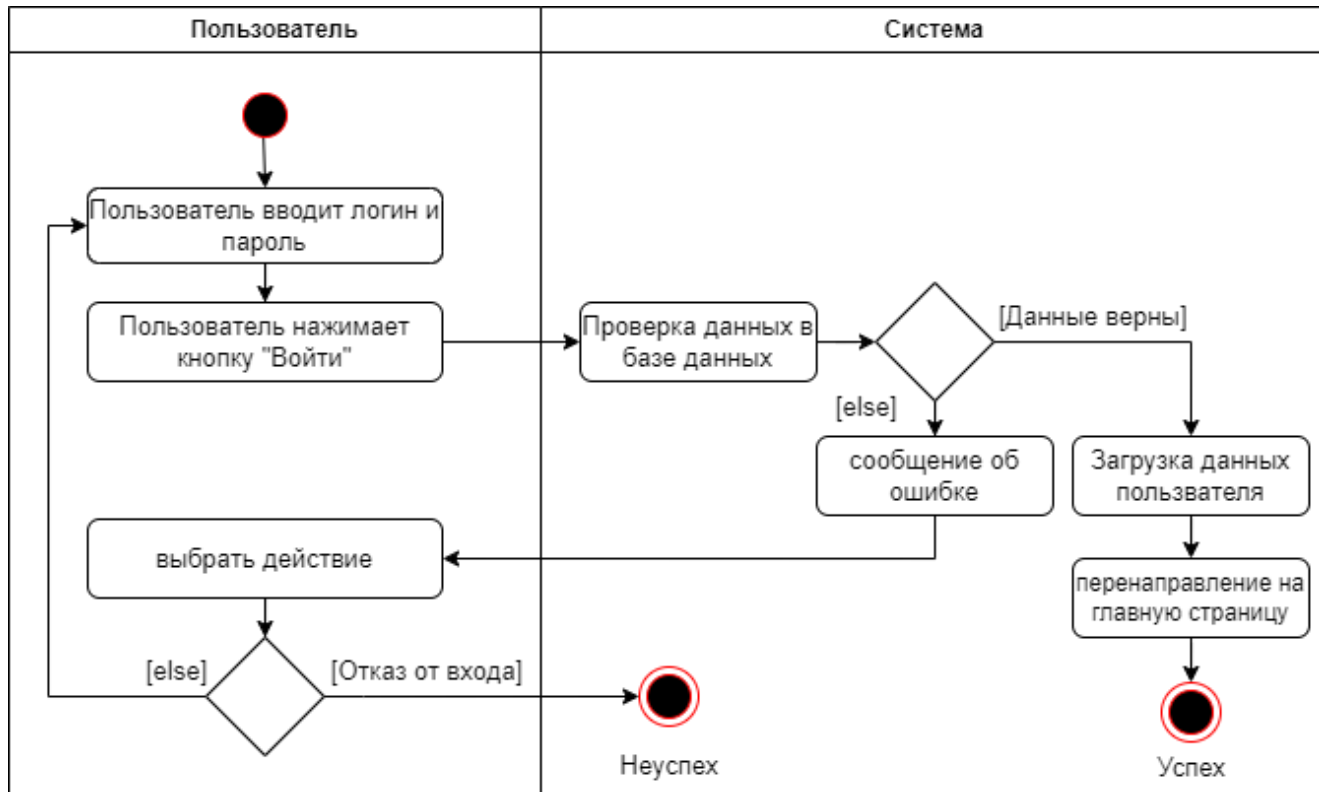 Пользователь
Система
Пользователь вводит логин и
пароль
Пользователь нажимает
кнопку "Войти"
Проверка данных в
базе данных
[Данные верны]
[else]
сообщение об
ошибке
Загрузка данных
пользвателя
выбрать действие
перенаправление на
главную страницу
[else]
[Отказ от входа]
Неуспех
Успех